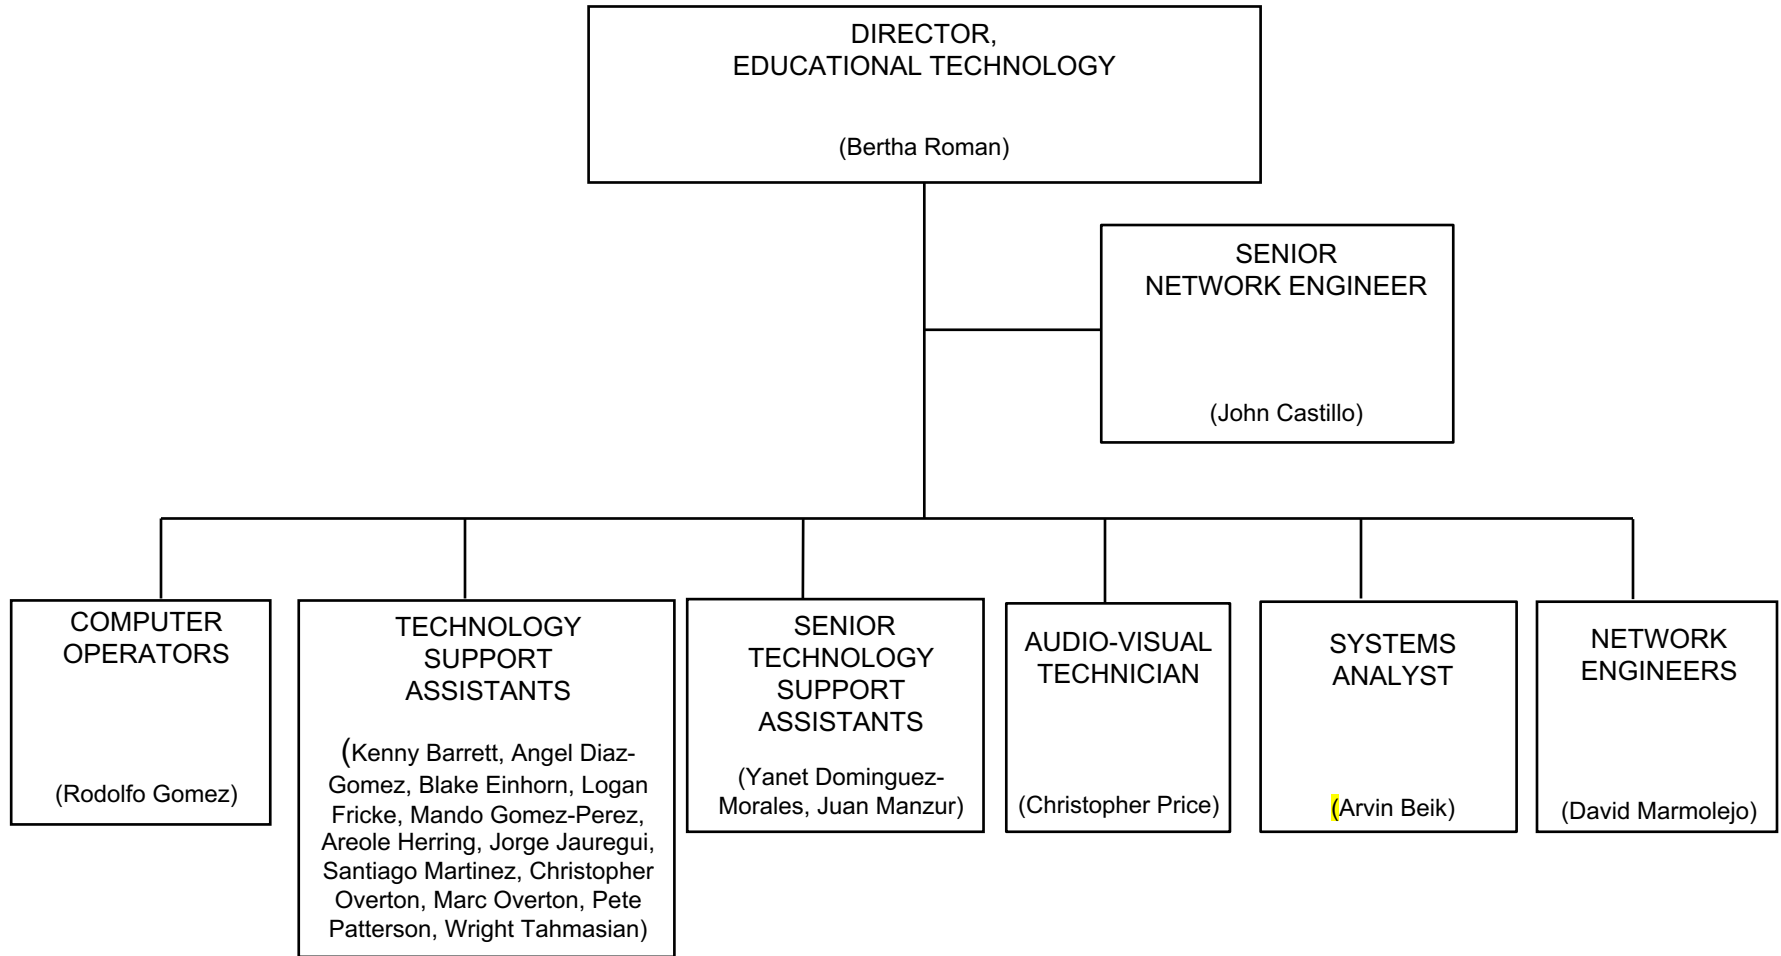 DIRECTOR,
EDUCATIONAL TECHNOLOGY
(Bertha Roman)
SENIOR
NETWORK ENGINEER
(John Castillo)
COMPUTER
OPERATORS
(Rodolfo Gomez)
TECHNOLOGY
SUPPORT
ASSISTANTS
(Kenny Barrett, Angel Diaz-
Gomez, Blake Einhorn, Logan
Fricke, Mando Gomez-Perez,
Areole Herring, Jorge Jauregui,
Santiago Martinez, Christopher
Overton, Marc Overton, Pete
Patterson, Wright Tahmasian)
SENIOR
TECHNOLOGY
SUPPORT
ASSISTANTS
(Yanet Dominguez-
Morales, Juan Manzur)
AUDIO-VISUAL
TECHNICIAN
(Christopher Price)
SYSTEMS
ANALYST
(Arvin Beik)
NETWORK
ENGINEERS
(David Marmolejo)